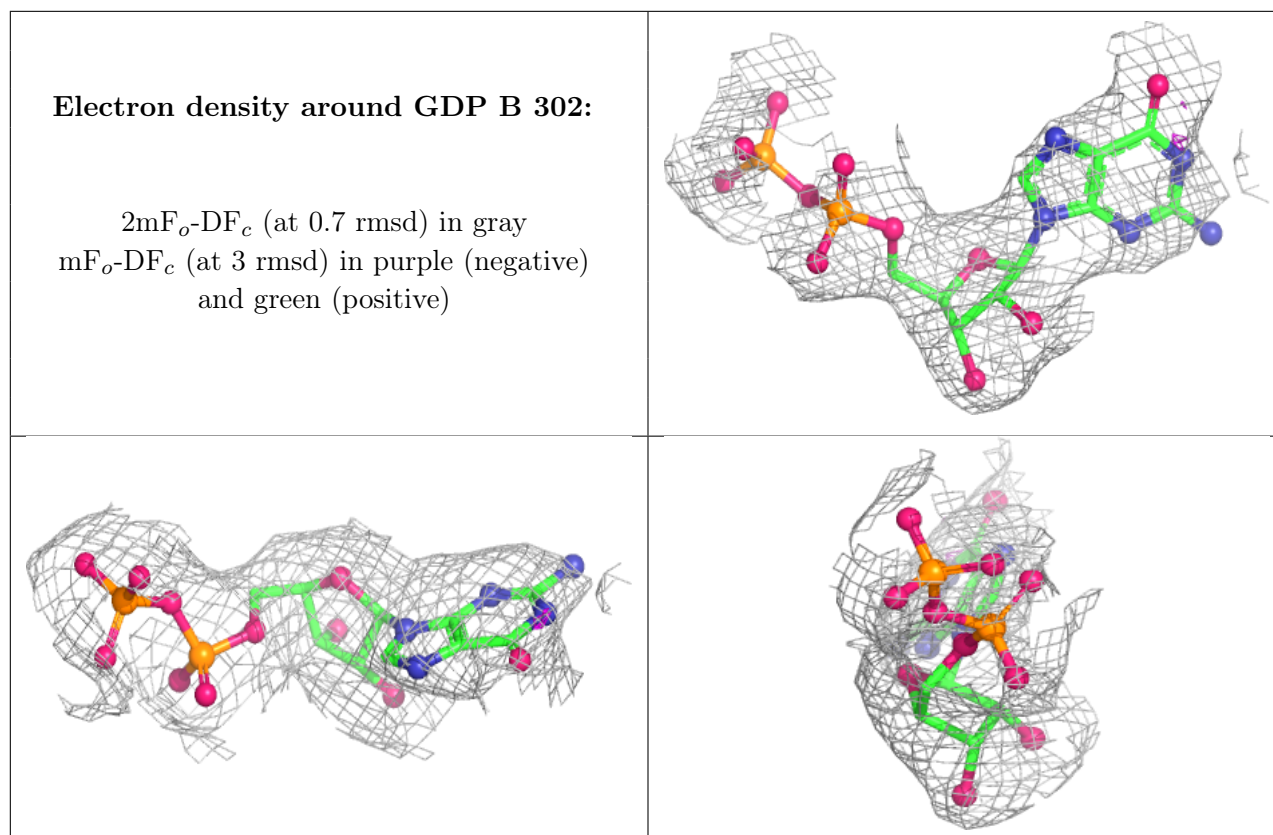 Electron density around GDP B 302:
2mFₒ-DF𝑐 (at 0.7 rmsd) in gray
mFₒ-DF𝑐 (at 3 rmsd) in purple (negative)
and green (positive)